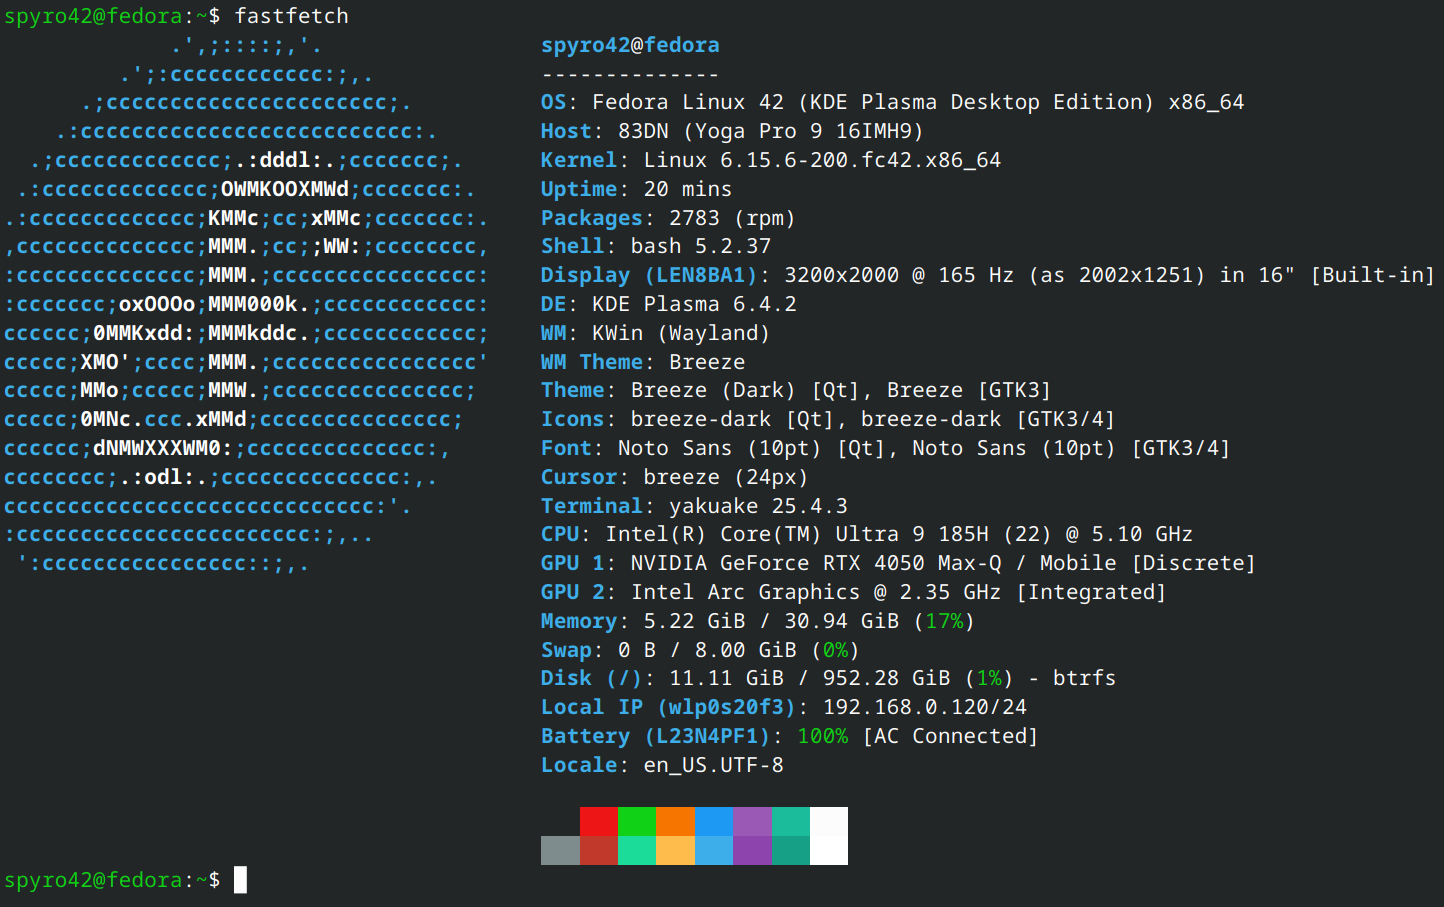 spyro42@fedora:~$ fastfetch
             .',;::::;,'.                 spyro42@fedora
         .';:cccccccccccc:;,.             --------------
      .;cccccccccccccccccccccc;.          OS: Fedora Linux 42 (KDE Plasma Desktop Edition) x86_64
    .:cccccccccccccccccccccccccc:.        Host: 83DN (Yoga Pro 9 16IMH9)
  .;ccccccccccccc;.:dddl:.;ccccccc;.      Kernel: Linux 6.15.6-200.fc42.x86_64
 .:ccccccccccccc;OWMKOOXMWd;ccccccc:.     Uptime: 20 mins
.:ccccccccccccc;KMMc;cc;xMMc;ccccccc:.    Packages: 2783 (rpm)
,cccccccccccccc;MMM.;cc;;WW:;cccccccc,    Shell: bash 5.2.37
:cccccccccccccc;MMM.;cccccccccccccccc:    Display (LEN8BA1): 3200x2000 @ 165 Hz (as 2002x1251) in 16" [Built-in]
:ccccccc;oxOOOo;MMM000k.;cccccccccccc:    DE: KDE Plasma 6.4.2
cccccc;0MMKxdd:;MMMkddc.;cccccccccccc;    WM: KWin (Wayland)
ccccc;XMO';cccc;MMM.;cccccccccccccccc'    WM Theme: Breeze
ccccc;MMo;ccccc;MMW.;ccccccccccccccc;     Theme: Breeze (Dark) [Qt], Breeze [GTK3]
ccccc;0MNc.ccc.xMMd;ccccccccccccccc;      Icons: breeze-dark [Qt], breeze-dark [GTK3/4]
cccccc;dNMWXXXWM0:;cccccccccccccc:,       Font: Noto Sans (10pt) [Qt], Noto Sans (10pt) [GTK3/4]
cccccccc;.:odl:.;cccccccccccccc:,.        Cursor: breeze (24px)
ccccccccccccccccccccccccccccc:'.          Terminal: yakuake 25.4.3
:ccccccccccccccccccccccc:;,..             CPU: Intel(R) Core(TM) Ultra 9 185H (22) @ 5.10 GHz
 ':cccccccccccccccc::;,.                  GPU 1: NVIDIA GeForce RTX 4050 Max-Q / Mobile [Discrete]
GPU 2: Intel Arc Graphics @ 2.35 GHz [Integrated]
Memory: 5.22 GiB / 30.94 GiB (17%)
Swap: 0 B / 8.00 GiB (0%)
Disk (/): 11.11 GiB / 952.28 GiB (1%) - btrfs
Local IP (wlp0s20f3): 192.168.0.120/24
Battery (L23N4PF1): 100% [AC Connected]
Locale: en_US.UTF-8
spyro42@fedora:~$